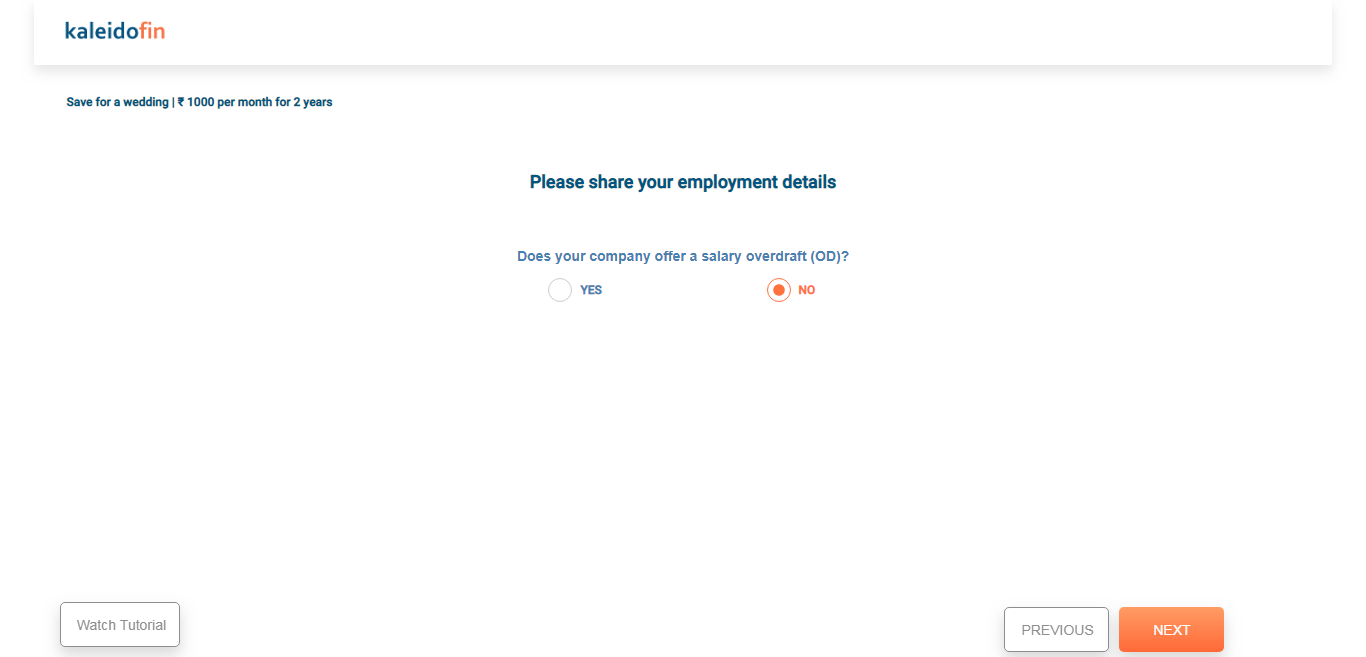 kaleidofin
Save for a wedding | ₹ 1000 per month for 2 years
Please share your employment details
Does your company offer a salary overdraft (OD)?
YES NO
Watch Tutorial PREVIOUS NEXT